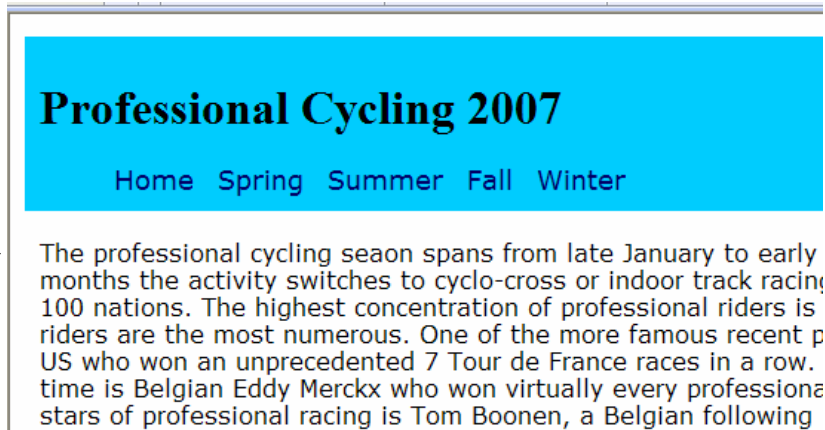 Professional Cycling 2007
Home Spring Summer Fall Winter
The professional cycling seaon spans from late January to early
months the activity switches to cyclo-cross or indoor track racing
100 nations. The highest concentration of professional riders is
riders are the most numerous. One of the more famous recent p
US who won an unprecedented 7 Tour de France races in a row.
time is Belgian Eddy Merckx who won virtually every professiona
stars of professional racing is Tom Boonen, a Belgian following